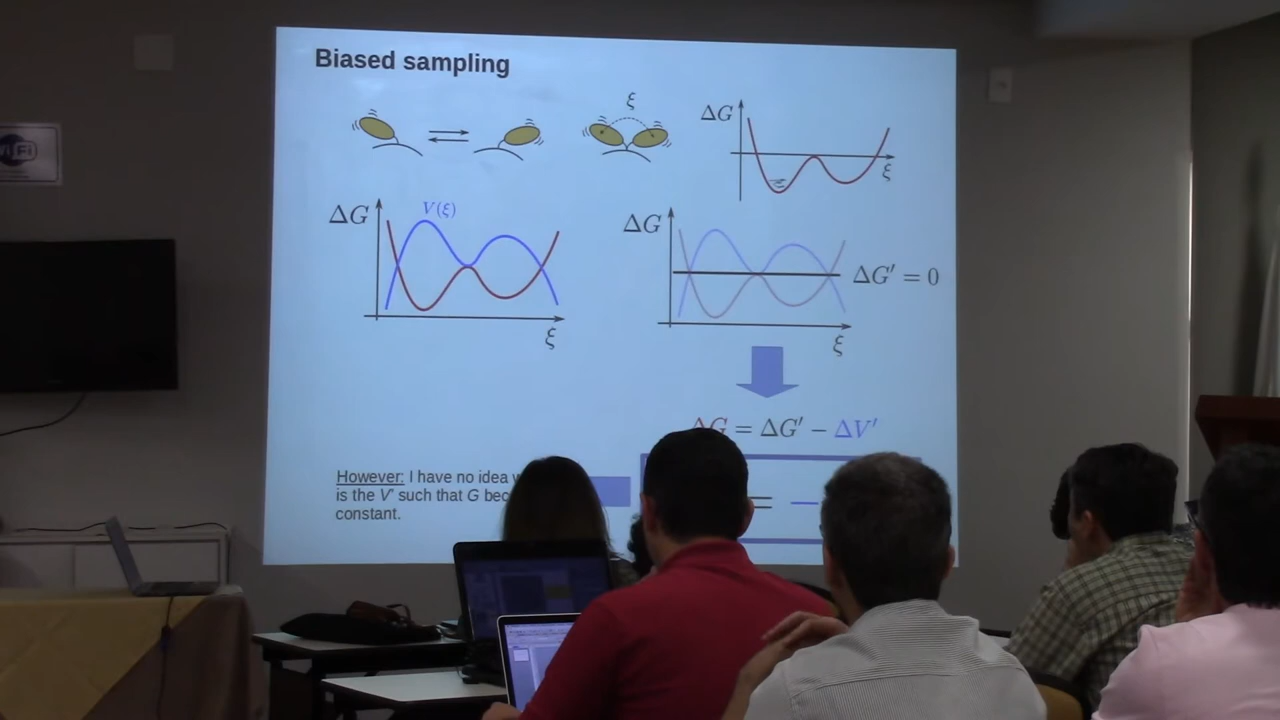 Biased sampling
ξ
ΔG
ξ
ΔG
V(ξ)
ξ
ΔG
ΔG′ = 0
ξ
ΔG = ΔG′ − ΔV′
However: I have no idea
is the V' such that G
constant.
= −
WiFi